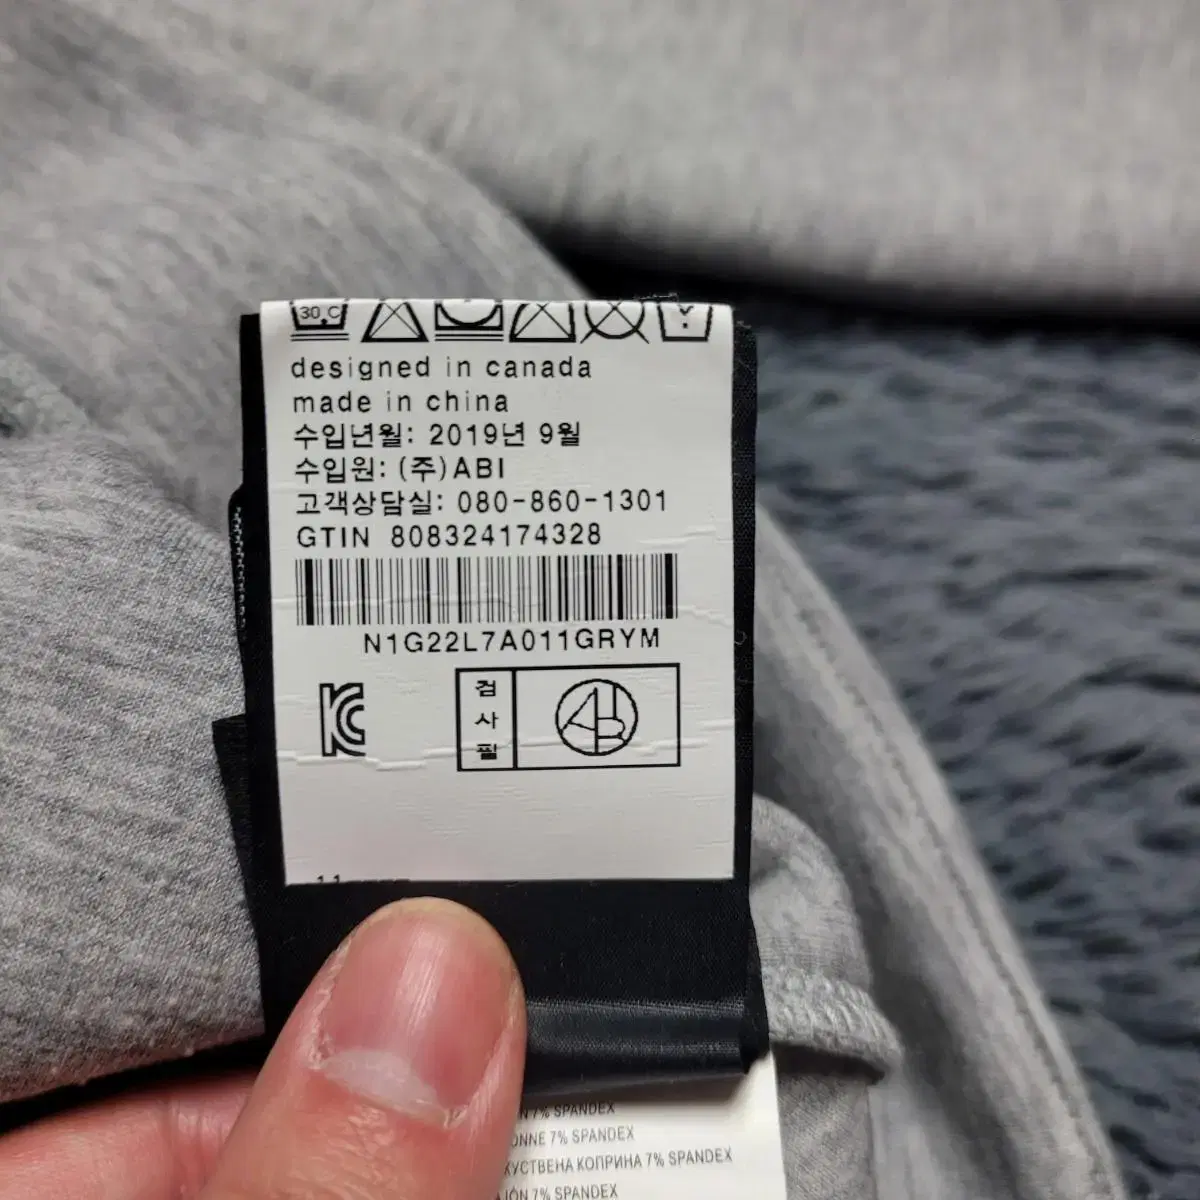 30.C
designed in canada
made in china
수입년월: 2019년 9월
수입원: (주)ABI
고객상담실: 080-860-1301
GTIN 808324174328
N1G22L7A011GRYM
검
사
필
7% SPANDEX
7% SPANDEX
КОПРИНА 7% SPANDEX
7% SPANDEX